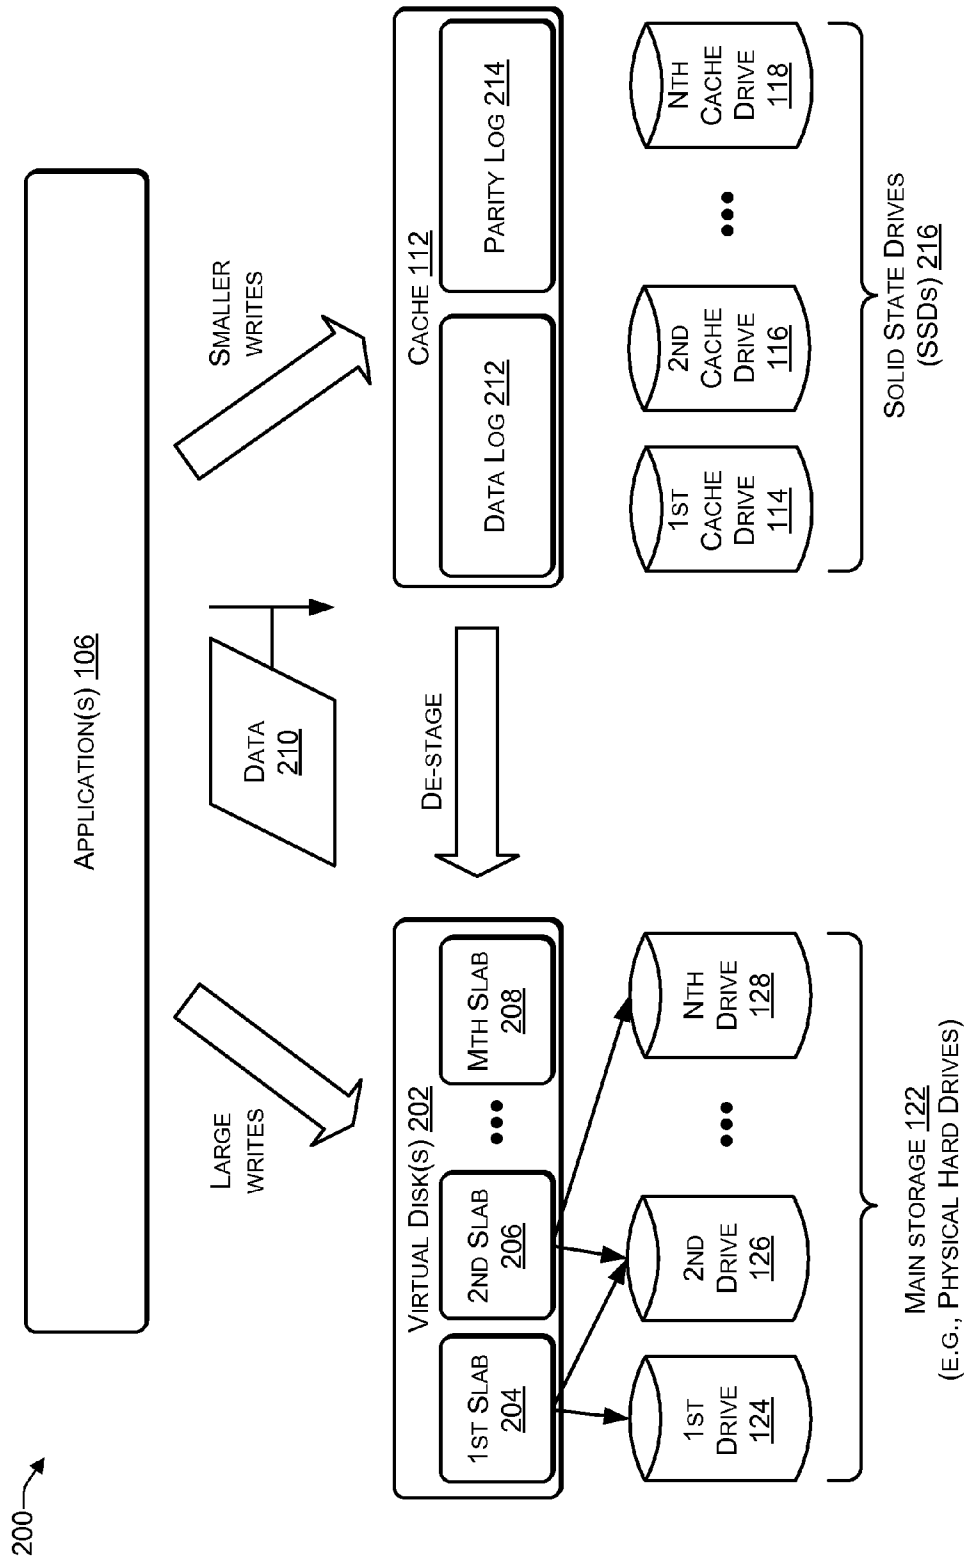 200
APPLICATION(S) 106
LARGE
WRITES
DATA
210
SMALLER
WRITES
VIRTUAL DISK(S) 202
1ST SLAB
204
2ND SLAB
206
•••
MTH SLAB
208
DE-STAGE
CACHE 112
DATA LOG 212
PARITY LOG 214
1ST
DRIVE
124
2ND
DRIVE
126
•••
NTH
DRIVE
128
1ST
CACHE
DRIVE
114
2ND
CACHE
DRIVE
116
•••
NTH
CACHE
DRIVE
118
MAIN STORAGE 122
(E.G., PHYSICAL HARD DRIVES)
SOLID STATE DRIVES
(SSDS) 216